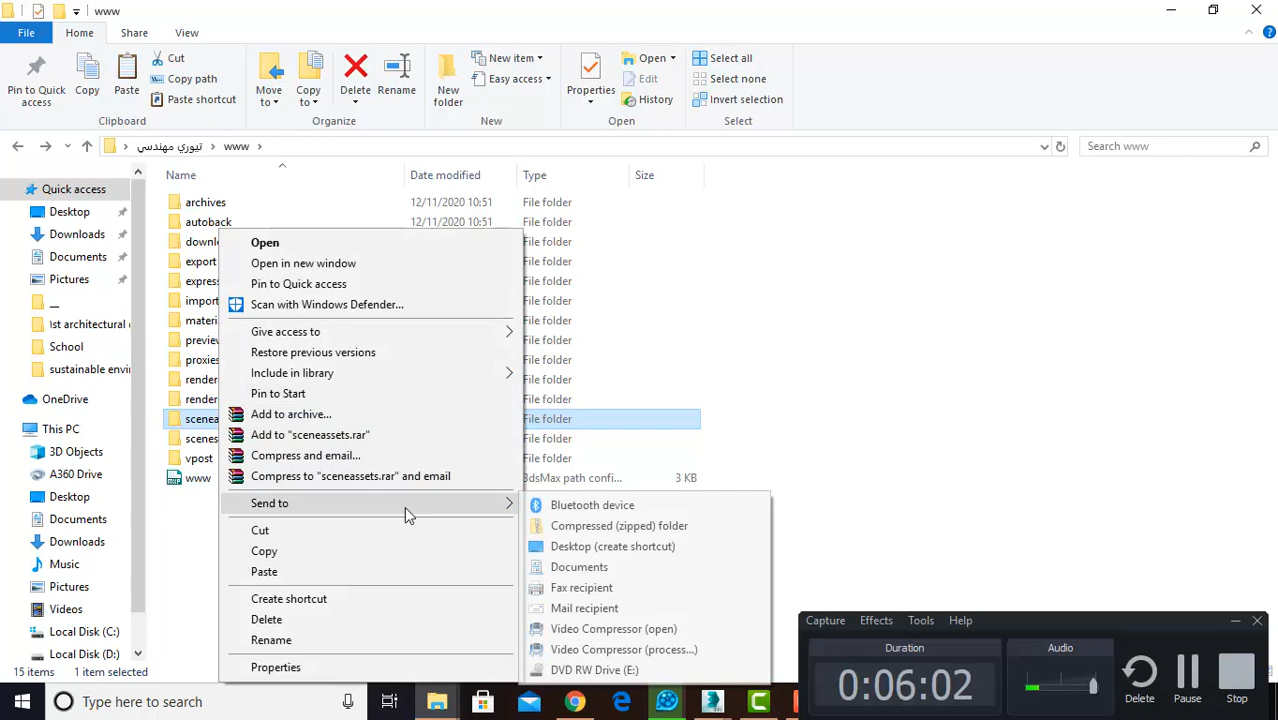 www
File
Home
Share
View
Pin to Quick access
Copy
Paste
Cut
Copy path
Paste shortcut
Clipboard
Move to
Copy to
Delete
Rename
Organize
New folder
New item
Easy access
New
Properties
Open
Edit
History
Open
Select all
Select none
Invert selection
Select
تيوري مهندسي
www
Search www
Name
Date modified
Type
Size
Quick access
Desktop
Downloads
Documents
Pictures
__
\st architectural
School
sustainable envi
OneDrive
This PC
3D Objects
A360 Drive
Desktop
Documents
Downloads
Music
Pictures
Videos
Local Disk (C:)
Local Disk (D:)
archives 12/11/2020 10:51 File folder
autoback 12/11/2020 10:51 File folder
downl File folder
export File folder
express File folder
import File folder
materi File folder
previe File folder
proxies File folder
render File folder
render File folder
sceneas File folder
scenes File folder
vpost File folder
www 3dsMax path confi... 3 KB
Open
Open in new window
Pin to Quick access
Scan with Windows Defender...
Give access to
Restore previous versions
Include in library
Pin to Start
Add to archive...
Add to "sceneassets.rar"
Compress and email...
Compress to "sceneassets.rar" and email
Send to
Cut
Copy
Paste
Create shortcut
Delete
Rename
Properties
Bluetooth device
Compressed (zipped) folder
Desktop (create shortcut)
Documents
Fax recipient
Mail recipient
Video Compressor (open)
Video Compressor (process...)
DVD RW Drive (E:)
15 items
1 item selected
Capture
Effects
Tools
Help
Duration
0:06:02
Audio
Delete
Pause
Stop
Type here to search